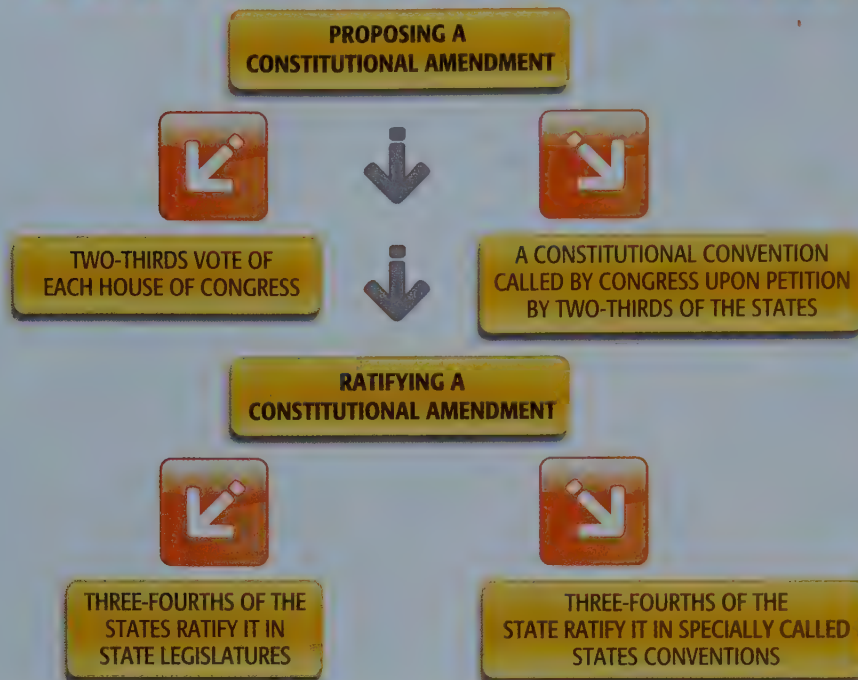 PROPOSING A
CONSTITUTIONAL AMENDMENT
TWO-THIRDS VOTE OF
EACH HOUSE OF CONGRESS
A CONSTITUTIONAL CONVENTION
CALLED BY CONGRESS UPON PETITION
BY TWO-THIRDS OF THE STATES
RATIFYING A
CONSTITUTIONAL AMENDMENT
THREE-FOURTHS OF THE
STATES RATIFY IT IN
STATE LEGISLATURES
THREE-FOURTHS OF THE
STATE RATIFY IT IN SPECIALLY CALLED
STATES CONVENTIONS